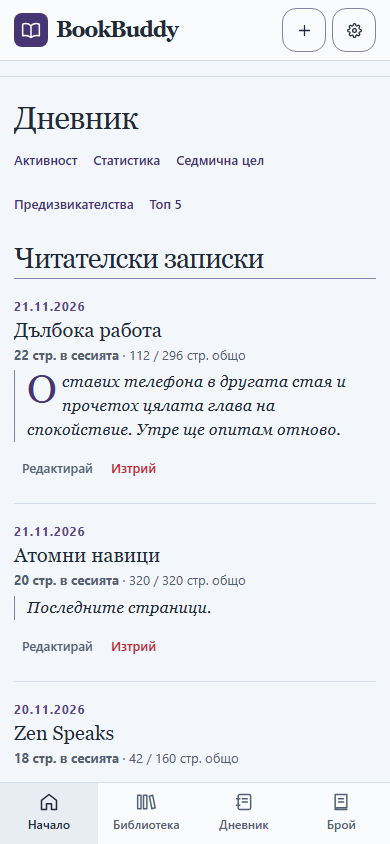 BookBuddy
Дневник
Активност Статистика Седмична цел
Предизвикателства Топ 5
Читателски записки
21.11.2026
Дълбока работа
22 стр. в сесията · 112 / 296 стр. общо
Оставих телефона в другата стая и
прочетох цялата глава на
спокойствие. Утре ще опитам отново.
Редактирай Изтрий
21.11.2026
Атомни навици
20 стр. в сесията · 320 / 320 стр. общо
Последните страници.
Редактирай Изтрий
20.11.2026
Zen Speaks
18 стр. в сесията · 42 / 160 стр. общо
Начало Библиотека Дневник Брой